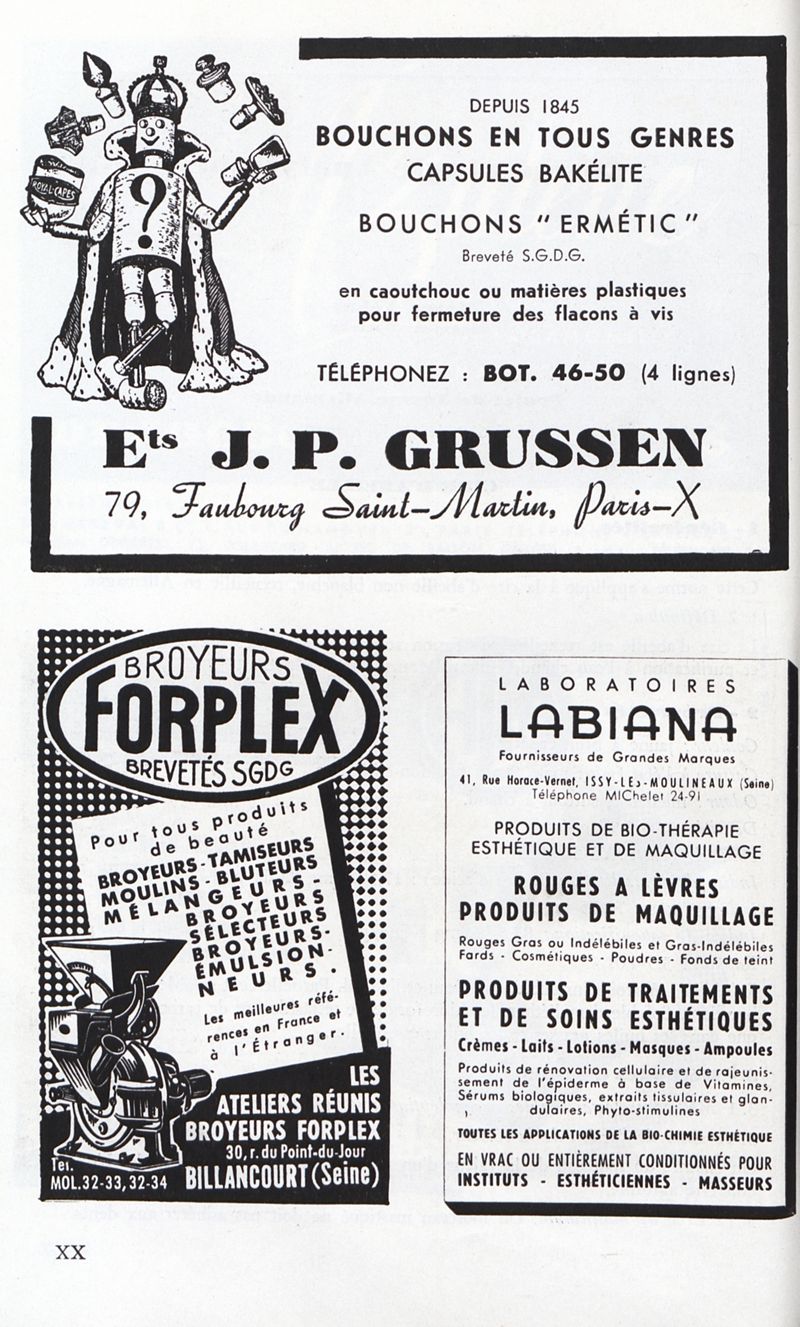 DEPUIS 1845
BOUCHONS EN TOUS GENRES
CAPSULES BAKÉLITE
BOUCHONS "ERMÉTIC"
Breveté S.G.D.G.
en caoutchouc ou matières plastiques
pour fermeture des flacons à vis
TÉLÉPHONEZ : BOT. 46-50 (4 lignes)
ROYAL-CAPES
?
Ets J. P. GRUSSEN
79, Faubourg Saint-Martin, Paris-X
BROYEURS
FORPLEX
BREVETÉS SGDG
Pour tous produits
de beauté
BROYEURS-TAMISEURS
MOULINS-BLUTEURS
MÉLANGEURS-
BROYEURS
SÉLECTEURS
BROYEURS-
ÉMULSION-
NEURS.
Les meilleures réfé-
rences en France et
à l'Étranger.
LES
ATELIERS RÉUNIS
BROYEURS FORPLEX
30, r. du Point-du-Jour
BILLANCOURT (Seine)
Tél.
MOL. 32-33, 32-34
LABORATOIRES
LABIANA
Fournisseurs de Grandes Marques
41, Rue Horace-Vernet, ISSY-LES-MOULINEAUX (Seine)
Téléphone MIChelet 24-91
PRODUITS DE BIO-THÉRAPIE
ESTHÉTIQUE ET DE MAQUILLAGE
ROUGES A LÈVRES
PRODUITS DE MAQUILLAGE
Rouges Gras ou Indélébiles et Gras-Indélébiles
Fards - Cosmétiques - Poudres - Fonds de teint
PRODUITS DE TRAITEMENTS
ET DE SOINS ESTHÉTIQUES
Crèmes - Laits - Lotions - Masques - Ampoules
Produits de rénovation cellulaire et de rajeunis-
sement de l'épiderme à base de Vitamines,
Sérums biologiques, extraits tissulaires et glan-
dulaires, Phyto-stimulines
TOUTES LES APPLICATIONS DE LA BIO-CHIMIE ESTHÉTIQUE
EN VRAC OU ENTIÈREMENT CONDITIONNÉS POUR
INSTITUTS - ESTHÉTICIENNES - MASSEURS
XX